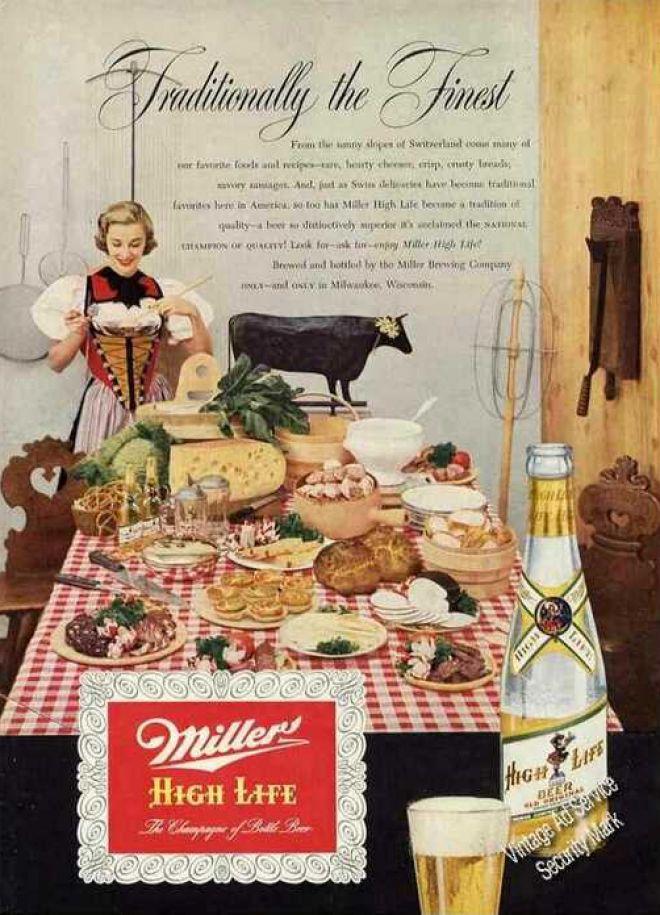 Traditionally the Finest
From the sunny slopes of Switzerland come many of
our favorite foods and recipes—rare, hearty cheeses, crisp, crusty breads,
savory sausages. And, just as Swiss delicacies have become traditional
favorites here in America, so too has Miller High Life become a tradition of
quality—a beer so distinctively superior it's acclaimed the NATIONAL
CHAMPION OF QUALITY! Look for—ask for—enjoy Miller High Life!
Brewed and bottled by the Miller Brewing Company
ONLY—and ONLY in Milwaukee, Wisconsin.
HIGH LIFE
HIGH LIFE
BEER
OLD ORIGINAL
Miller
HIGH LIFE
The Champagne of Bottle Beer
Vintage Ad Service
Security Mark